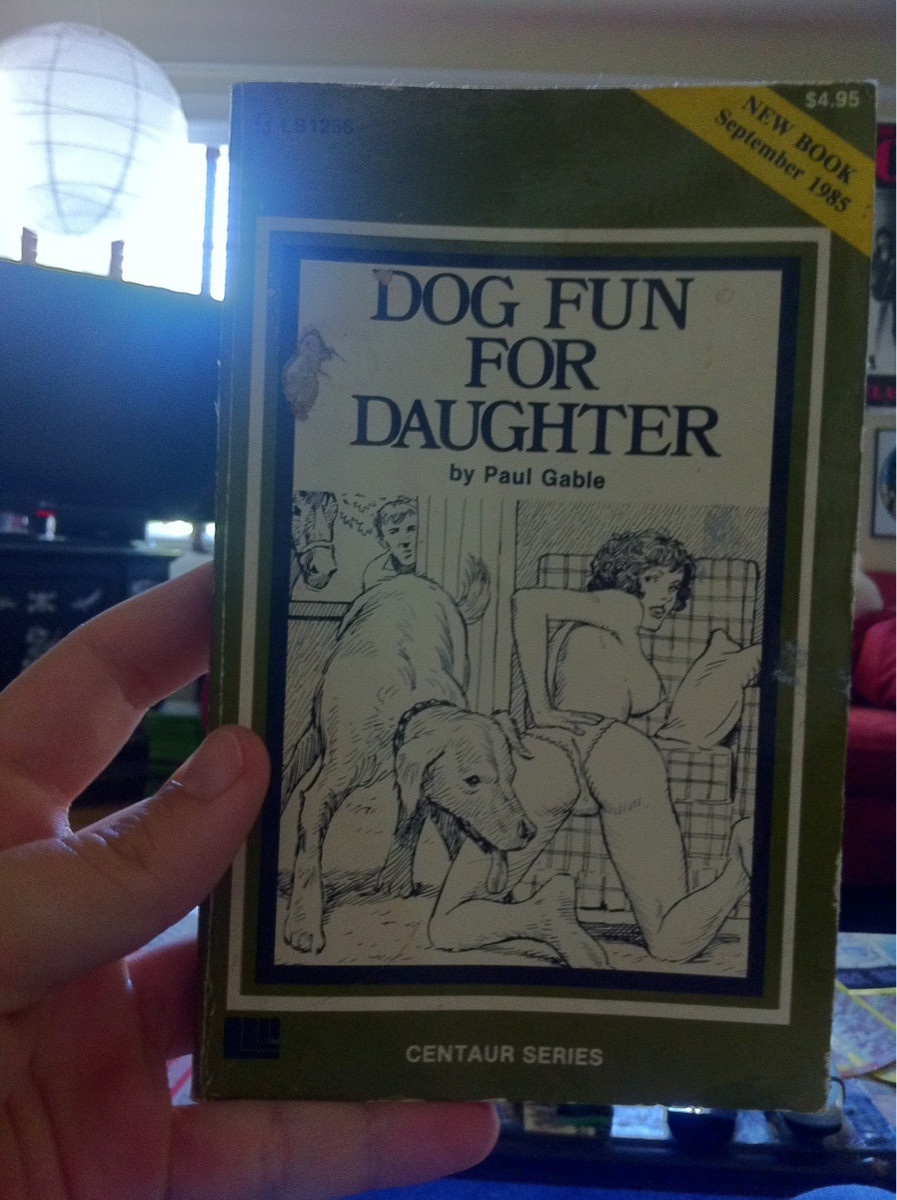 LB1256
$4.95
NEW BOOK
September 1985
DOG FUN
FOR
DAUGHTER
by Paul Gable
CENTAUR SERIES